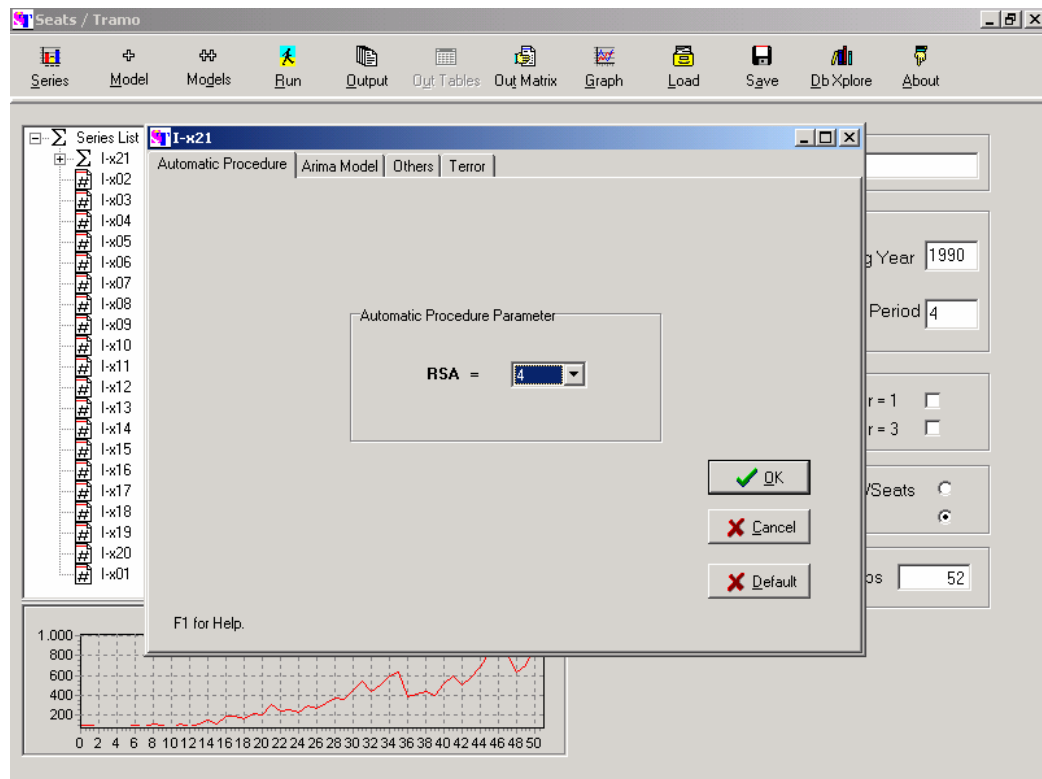 Seats / Tramo
Series Model Models Run Output Out Tables Out Matrix Graph Load Save Db Xplore About
Series List
I-x21
I-x02
I-x03
I-x04
I-x05
I-x06
I-x07
I-x08
I-x09
I-x10
I-x11
I-x12
I-x13
I-x14
I-x15
I-x16
I-x17
I-x18
I-x19
I-x20
I-x01
I-x21
Automatic Procedure Arima Model Others Terror
Automatic Procedure Parameter
RSA = 4
OK
Cancel
Default
F1 for Help.
g Year 1990
Period 4
r = 1
r = 3
/Seats
os 52
1.000
800
600
400
200
0 2 4 6 8 10 12 14 16 18 20 22 24 26 28 30 32 34 36 38 40 42 44 46 48 50